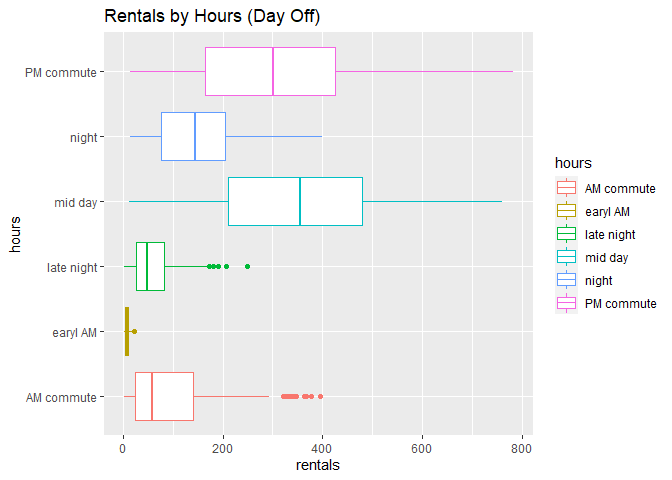 Rentals by Hours (Day Off)
PM commute
night
mid day
late night
earyl AM
AM commute
hours
0 200 400 600 800
rentals
hours
AM commute
earyl AM
late night
mid day
night
PM commute